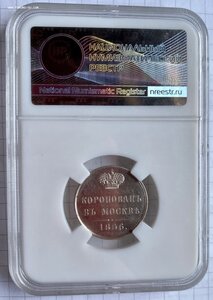 НАЦИОНАЛЬНЫЙ
НУМИЗМАТИЧЕСКИЙ
РЕЕСТР
National Numismatic Register
nreestr.ru
КОРОНОВАНЪ
ВЪ МОСКВѢ
1856.